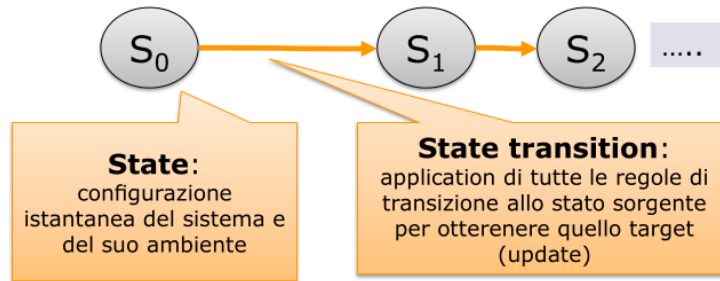 S0
S1
S2
.....
State:
configurazione
istantanea del sistema e
del suo ambiente
State transition:
application di tutte le regole di
transizione allo stato sorgente
per otterenere quello target
(update)